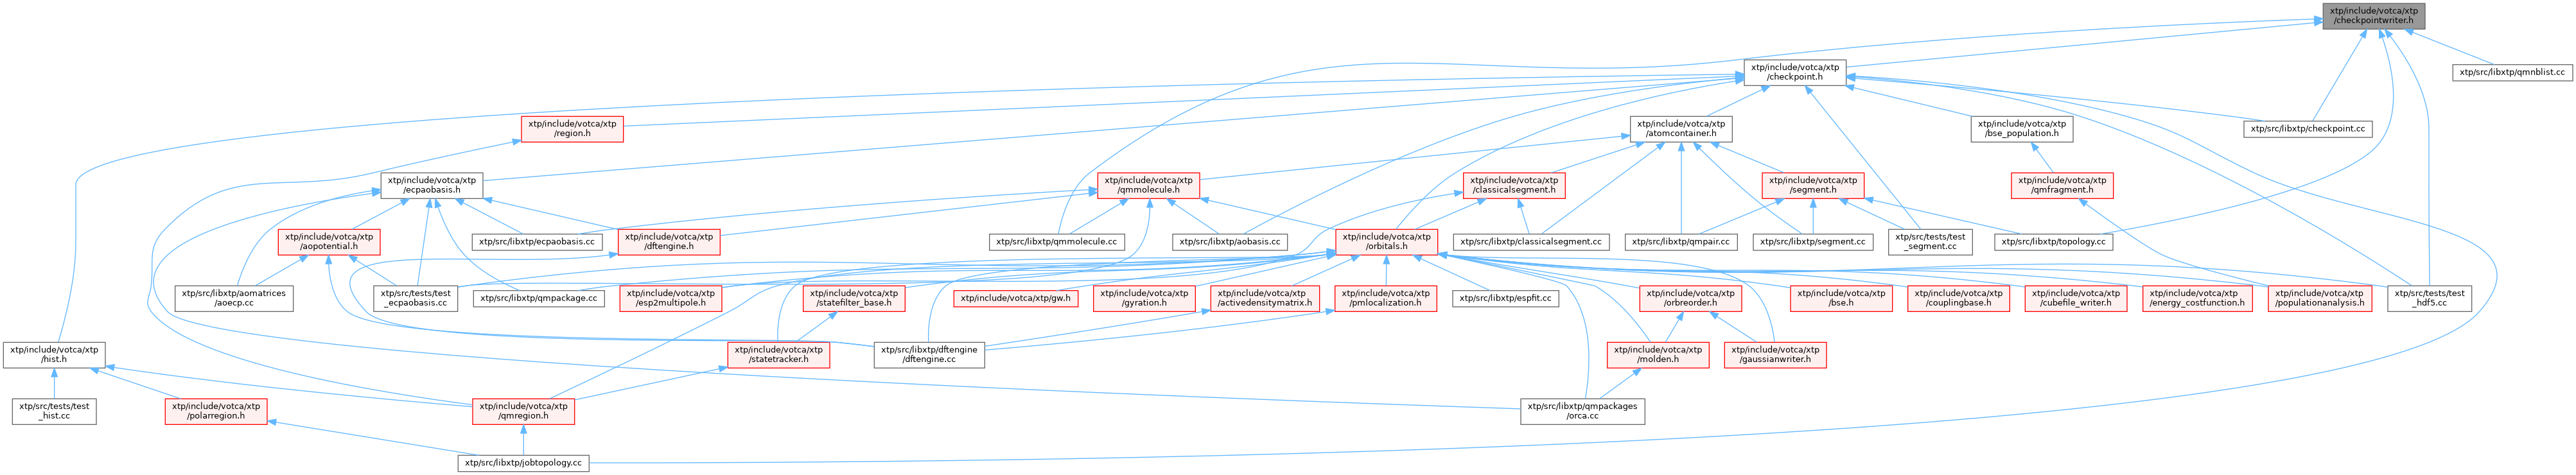 xtp/include/votca/xtp
/checkpointwriter.h
xtp/include/votca/xtp
/checkpoint.h
xtp/src/libxtp/qmnblist.cc
xtp/include/votca/xtp
/region.h
xtp/include/votca/xtp
/atomcontainer.h
xtp/include/votca/xtp
/bse_population.h
xtp/src/libxtp/checkpoint.cc
xtp/include/votca/xtp
/ecpaobasis.h
xtp/include/votca/xtp
/qmmolecule.h
xtp/include/votca/xtp
/classicalsegment.h
xtp/include/votca/xtp
/segment.h
xtp/include/votca/xtp
/qmfragment.h
xtp/include/votca/xtp
/aopotential.h
xtp/src/libxtp/ecpaobasis.cc
xtp/include/votca/xtp
/dftengine.h
xtp/src/libxtp/qmmolecule.cc
xtp/src/libxtp/aobasis.cc
xtp/include/votca/xtp
/orbitals.h
xtp/src/libxtp/classicalsegment.cc
xtp/src/libxtp/qmpair.cc
xtp/src/libxtp/segment.cc
xtp/src/tests/test
_segment.cc
xtp/src/libxtp/topology.cc
xtp/src/libxtp/aomatrices
/aoecp.cc
xtp/src/tests/test
_ecpaobasis.cc
xtp/src/libxtp/qmpackage.cc
xtp/include/votca/xtp
/esp2multipole.h
xtp/include/votca/xtp
/statefilter_base.h
xtp/include/votca/xtp/gw.h
xtp/include/votca/xtp
/gyration.h
xtp/include/votca/xtp
/activedensitymatrix.h
xtp/include/votca/xtp
/pmlocalization.h
xtp/src/libxtp/espfit.cc
xtp/include/votca/xtp
/orbreorder.h
xtp/include/votca/xtp
/bse.h
xtp/include/votca/xtp
/couplingbase.h
xtp/include/votca/xtp
/cubefile_writer.h
xtp/include/votca/xtp
/energy_costfunction.h
xtp/include/votca/xtp
/populationanalysis.h
xtp/src/tests/test
_hdf5.cc
xtp/include/votca/xtp
/hist.h
xtp/include/votca/xtp
/statetracker.h
xtp/src/libxtp/dftengine
/dftengine.cc
xtp/include/votca/xtp
/molden.h
xtp/include/votca/xtp
/gaussianwriter.h
xtp/src/tests/test
_hist.cc
xtp/include/votca/xtp
/polarregion.h
xtp/include/votca/xtp
/qmregion.h
xtp/src/libxtp/qmpackages
/orca.cc
xtp/src/libxtp/jobtopology.cc